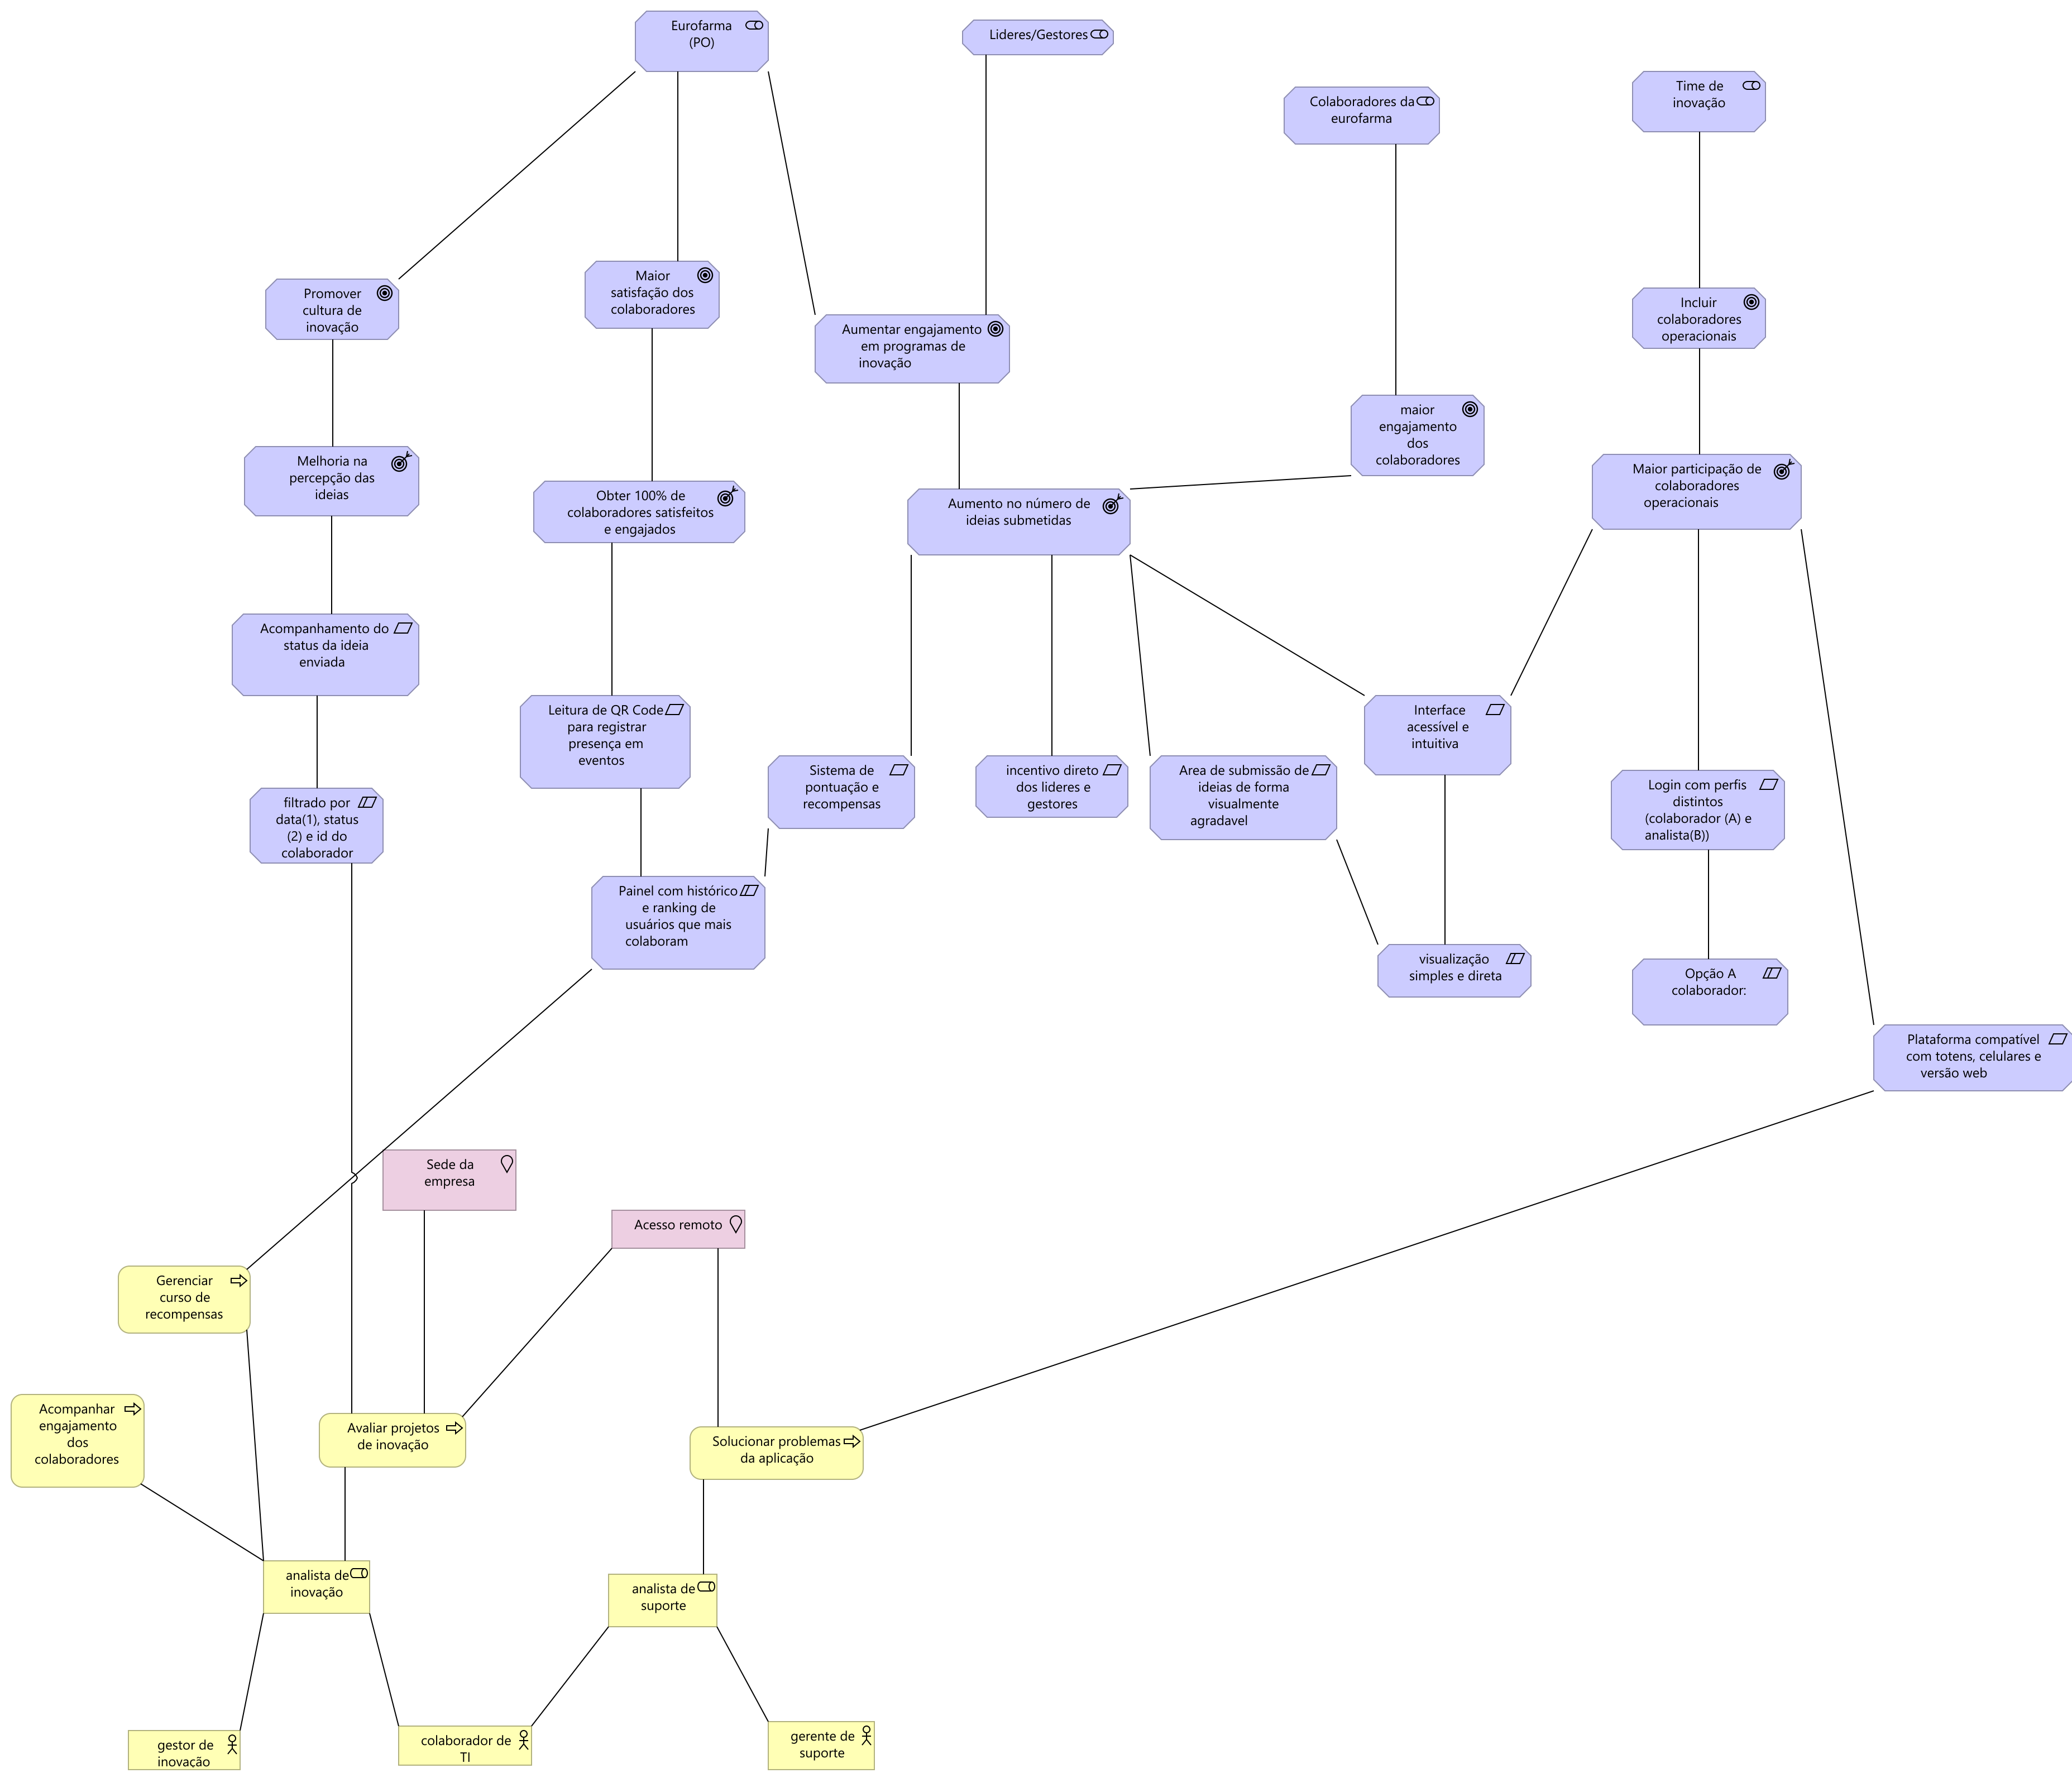 Eurofarma
(PO)
Lideres/Gestores
Colaboradores da
eurofarma
Time de
inovação
Promover
cultura de
inovação
Maior
satisfação dos
colaboradores
Aumentar engajamento
em programas de
inovação
Incluir
colaboradores
operacionais
maior
engajamento
dos
colaboradores
Melhoria na
percepção das
ideias
Obter 100% de
colaboradores satisfeitos
e engajados
Aumento no número de
ideias submetidas
Maior participação de
colaboradores
operacionais
Acompanhamento do
status da ideia
enviada
Leitura de QR Code
para registrar
presença em
eventos
Sistema de
pontuação e
recompensas
incentivo direto
dos lideres e
gestores
Area de submissão de
ideias de forma
visualmente
agradavel
Interface
acessível e
intuitiva
Login com perfis
distintos
(colaborador (A) e
analista(B))
filtrado por
data(1), status
(2) e id do
colaborador
Painel com histórico
e ranking de
usuários que mais
colaboram
visualização
simples e direta
Opção A
colaborador:
Plataforma compatível
com totens, celulares e
versão web
Sede da
empresa
Acesso remoto
Gerenciar
curso de
recompensas
Acompanhar
engajamento
dos
colaboradores
Avaliar projetos
de inovação
Solucionar problemas
da aplicação
analista de
inovação
analista de
suporte
gestor de
inovação
colaborador de
TI
gerente de
suporte